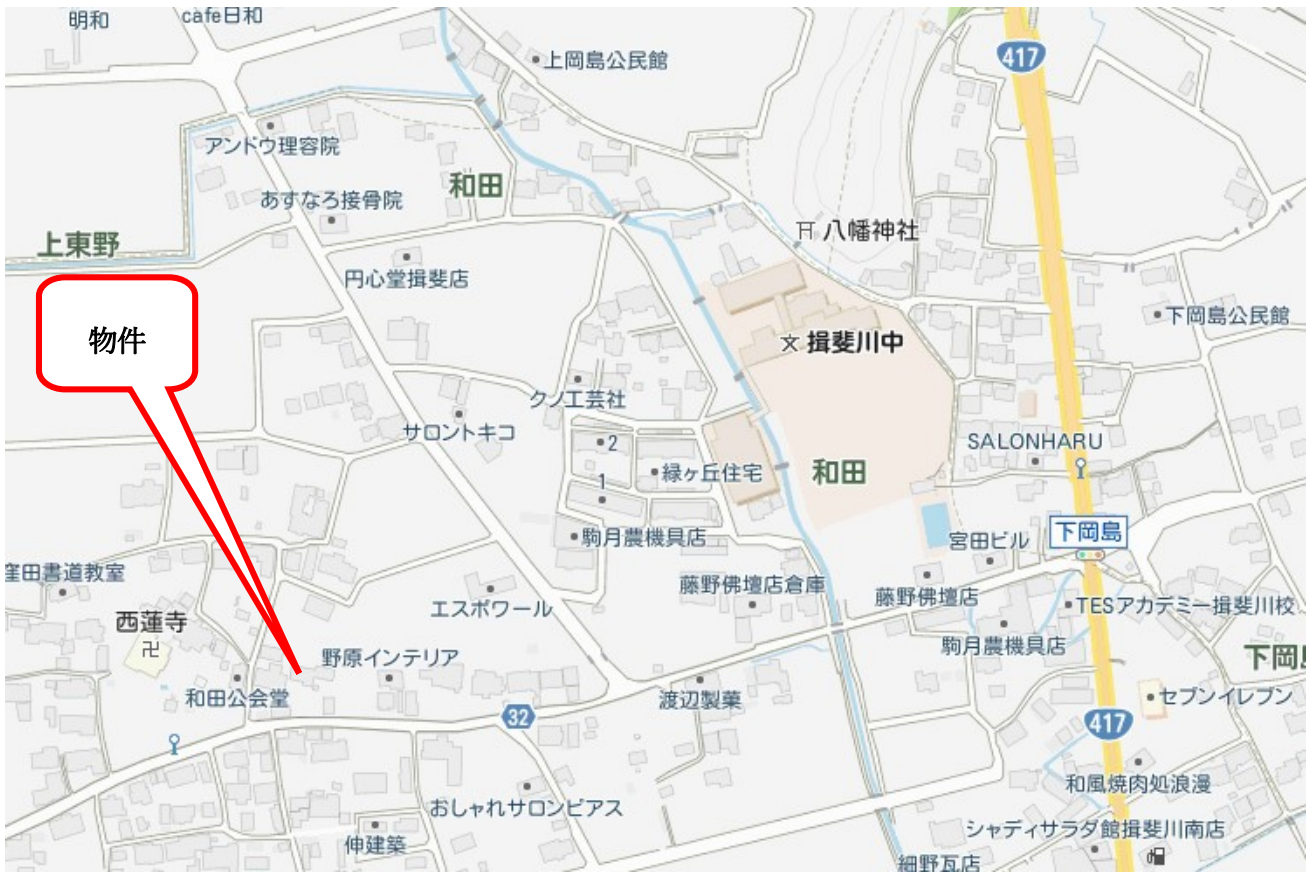 明和
cafe日和
上岡島公民館
417
アンドウ理容院
和田
あすなろ接骨院
上東野
八幡神社
円心堂揖斐店
下岡島公民館
物件
揖斐川中
クノ工芸社
サロントキコ
2
SALONHARU
緑ヶ丘住宅
和田
1
駒月農機具店
下岡島
宮田ビル
窪田書道教室
藤野佛壇店倉庫
藤野佛壇店
エスポワール
TESアカデミー揖斐川校
西蓮寺
駒月農機具店
野原インテリア
下岡
和田公会堂
渡辺製菓
セブンイレブン
32
417
和風焼肉処浪漫
おしゃれサロンピアス
シャディサラダ館揖斐川南店
伸建築
細野瓦店